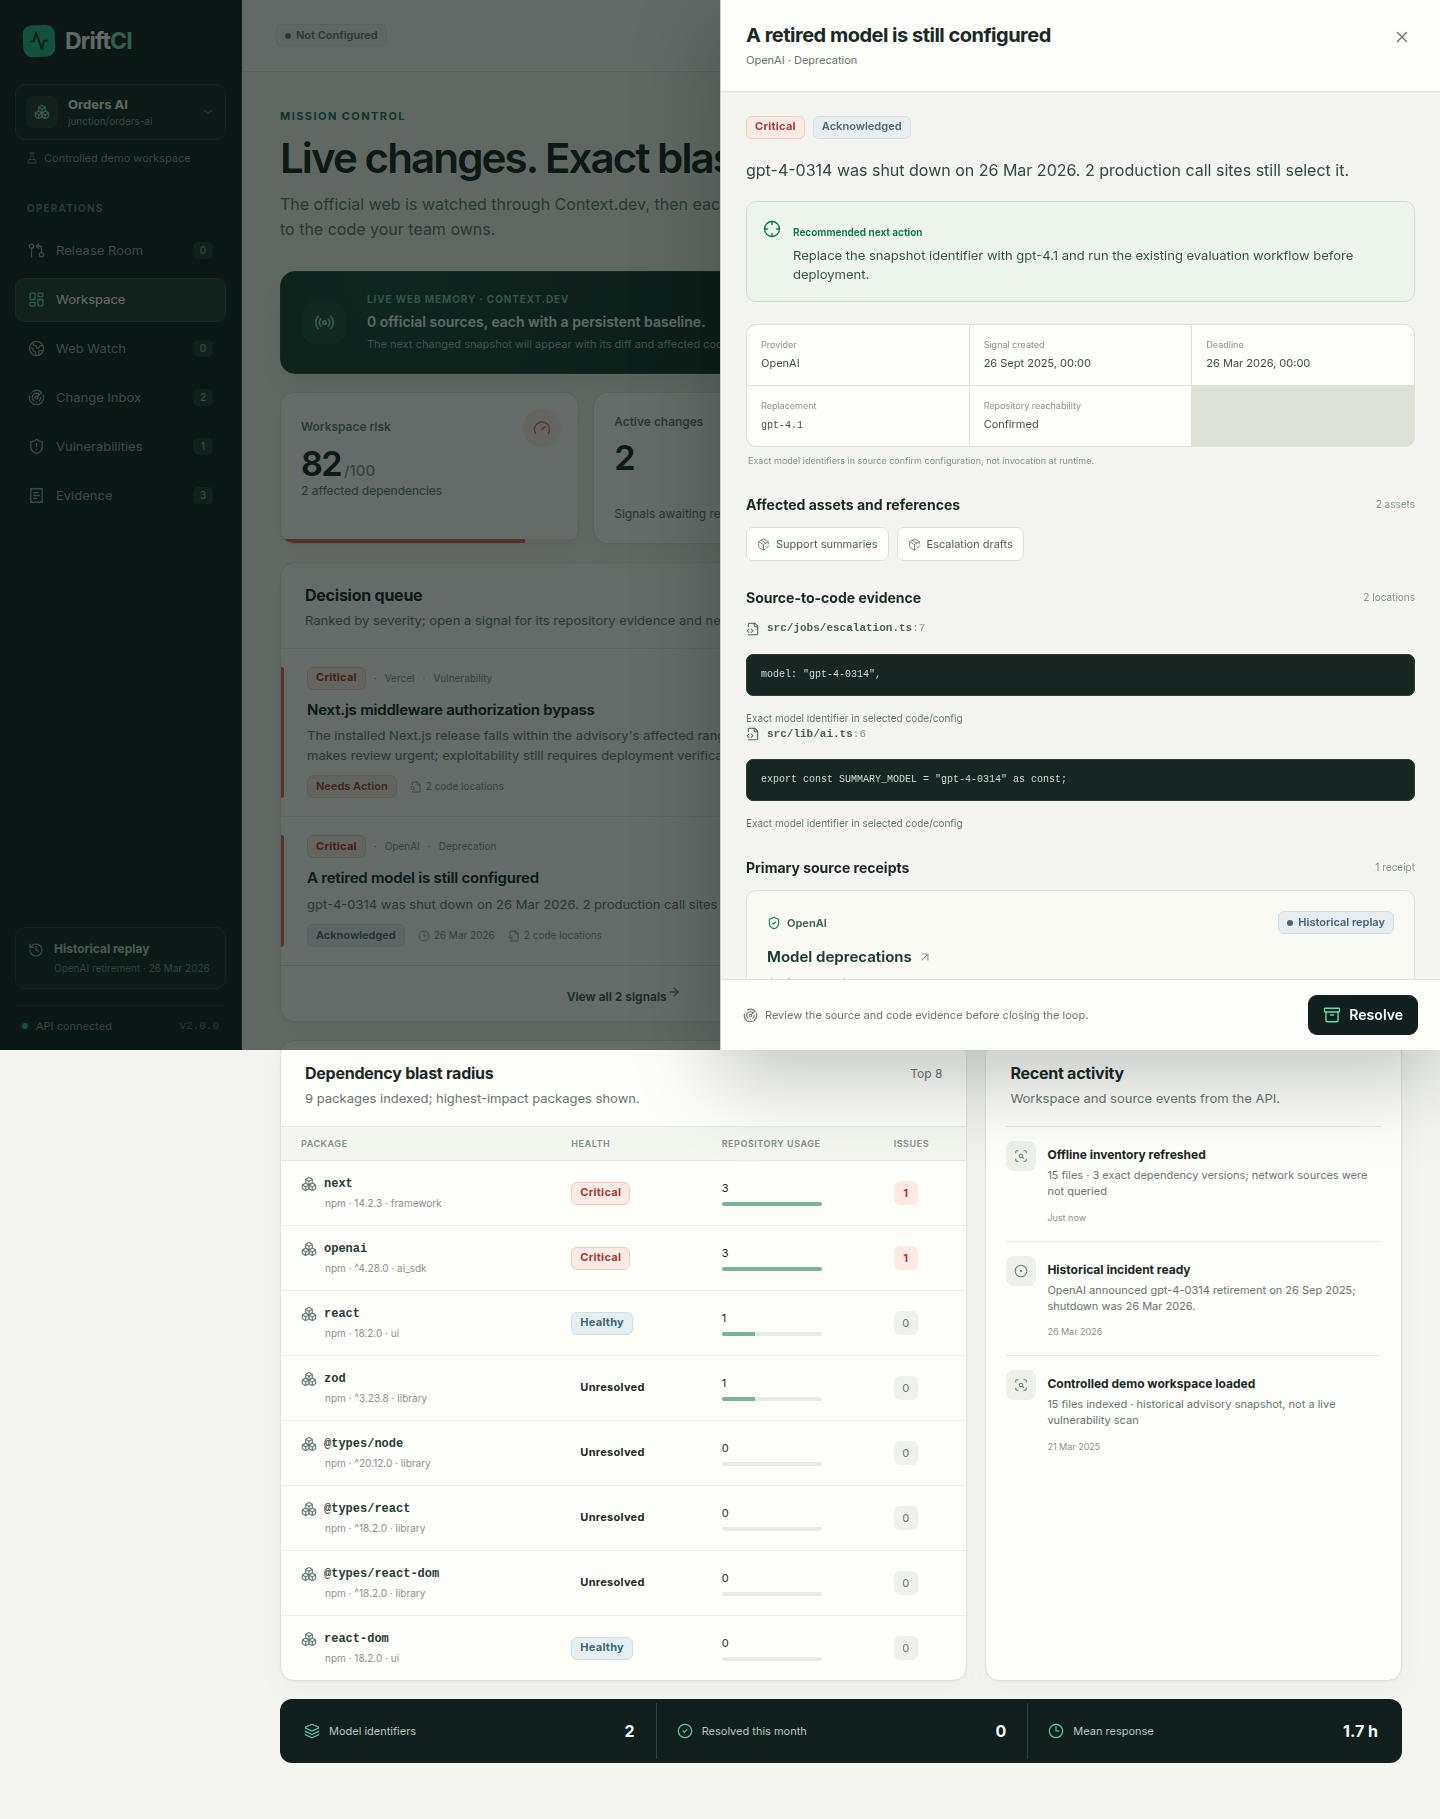 DriftCI
Orders AI
junction/orders-ai
Controlled demo workspace
OPERATIONS
Release Room 0
Workspace
Web Watch 0
Change Inbox 2
Vulnerabilities 1
Evidence 3
Historical replay
OpenAI retirement · 26 Mar 2026
API connected v2.0.0
Not Configured
MISSION CONTROL
Live changes. Exact blas
The official web is watched through Context.dev, then eac
to the code your team owns.
LIVE WEB MEMORY · CONTEXT.DEV
0 official sources, each with a persistent baseline.
The next changed snapshot will appear with its diff and affected co
Workspace risk
82 /100
2 affected dependencies
Active changes
2
Signals awaiting re
Decision queue
Ranked by severity; open a signal for its repository evidence and ne
Critical · Vercel · Vulnerability
Next.js middleware authorization bypass
The installed Next.js release falls within the advisory's affected rang
makes review urgent; exploitability still requires deployment verifica
Needs Action 2 code locations
Critical · OpenAI · Deprecation
A retired model is still configured
gpt-4-0314 was shut down on 26 Mar 2026. 2 production call sites
Acknowledged 26 Mar 2026 2 code locations
View all 2 signals
A retired model is still configured
OpenAI · Deprecation
Critical Acknowledged
gpt-4-0314 was shut down on 26 Mar 2026. 2 production call sites still select it.
Recommended next action
Replace the snapshot identifier with gpt-4.1 and run the existing evaluation workflow before
deployment.
Provider
OpenAI
Signal created
26 Sept 2025, 00:00
Deadline
26 Mar 2026, 00:00
Replacement
gpt-4.1
Repository reachability
Confirmed
Exact model identifiers in source confirm configuration, not invocation at runtime.
Affected assets and references 2 assets
Support summaries Escalation drafts
Source-to-code evidence 2 locations
src/jobs/escalation.ts:7
model: "gpt-4-0314",
Exact model identifier in selected code/config
src/lib/ai.ts:6
export const SUMMARY_MODEL = "gpt-4-0314" as const;
Exact model identifier in selected code/config
Primary source receipts 1 receipt
OpenAI Historical replay
Model deprecations
Review the source and code evidence before closing the loop.
Resolve
Dependency blast radius Top 8
9 packages indexed; highest-impact packages shown.
PACKAGE HEALTH REPOSITORY USAGE ISSUES
next Critical 3 1
npm · 14.2.3 · framework
openai Critical 3 1
npm · ^4.28.0 · ai_sdk
react Healthy 1 0
npm · 18.2.0 · ui
zod Unresolved 1 0
npm · ^3.23.8 · library
@types/node Unresolved 0 0
npm · ^20.12.0 · library
@types/react Unresolved 0 0
npm · ^18.2.0 · library
@types/react-dom Unresolved 0 0
npm · ^18.2.0 · library
react-dom Healthy 0 0
npm · 18.2.0 · ui
Recent activity
Workspace and source events from the API.
Offline inventory refreshed
15 files · 3 exact dependency versions; network sources were
not queried
Just now
Historical incident ready
OpenAI announced gpt-4-0314 retirement on 26 Sep 2025;
shutdown was 26 Mar 2026.
26 Mar 2026
Controlled demo workspace loaded
15 files indexed · historical advisory snapshot, not a live
vulnerability scan
21 Mar 2025
Model identifiers 2
Resolved this month 0
Mean response 1.7 h